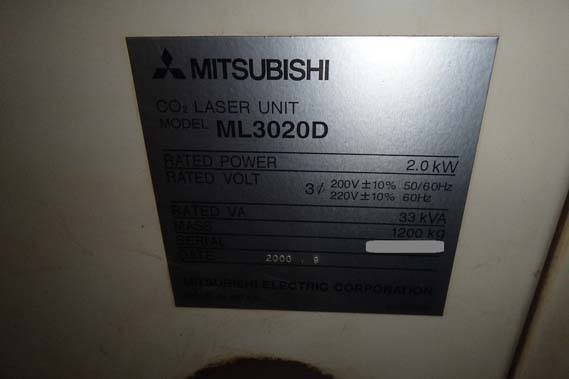 MITSUBISHI
CO₂ LASER UNIT
MODEL ML3020D
RATED POWER 2.0 kW
RATED VOLT 3∮ 200V ±10% 50/60Hz
220V ±10% 60Hz
RATED VA 33 kVA
MASS 1200 kg
SERIAL
DATE 2000 . 9
MITSUBISHI ELECTRIC CORPORATION